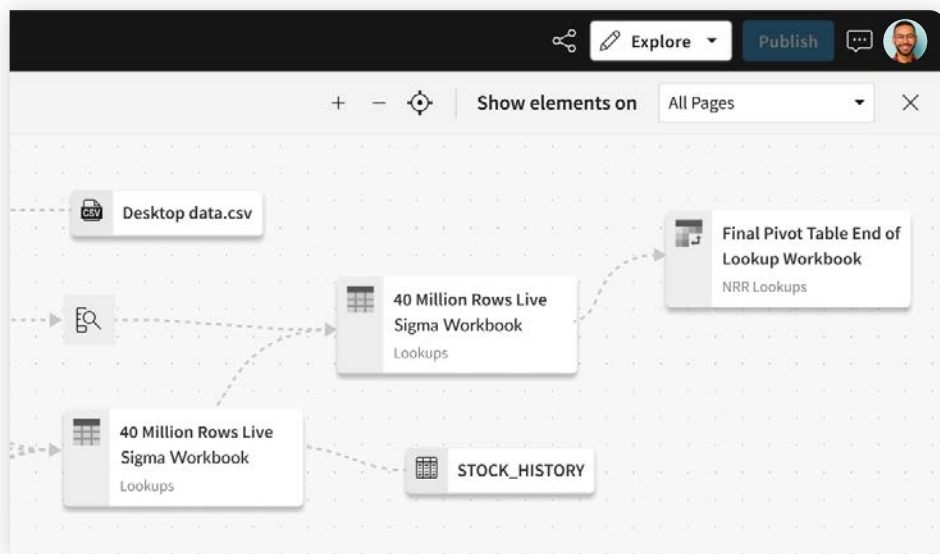 Explore
Publish
Show elements on
All Pages
CSV
Desktop data.csv
Final Pivot Table End of
Lookup Workbook
NRR Lookups
40 Million Rows Live
Sigma Workbook
Lookups
40 Million Rows Live
Sigma Workbook
Lookups
STOCK_HISTORY